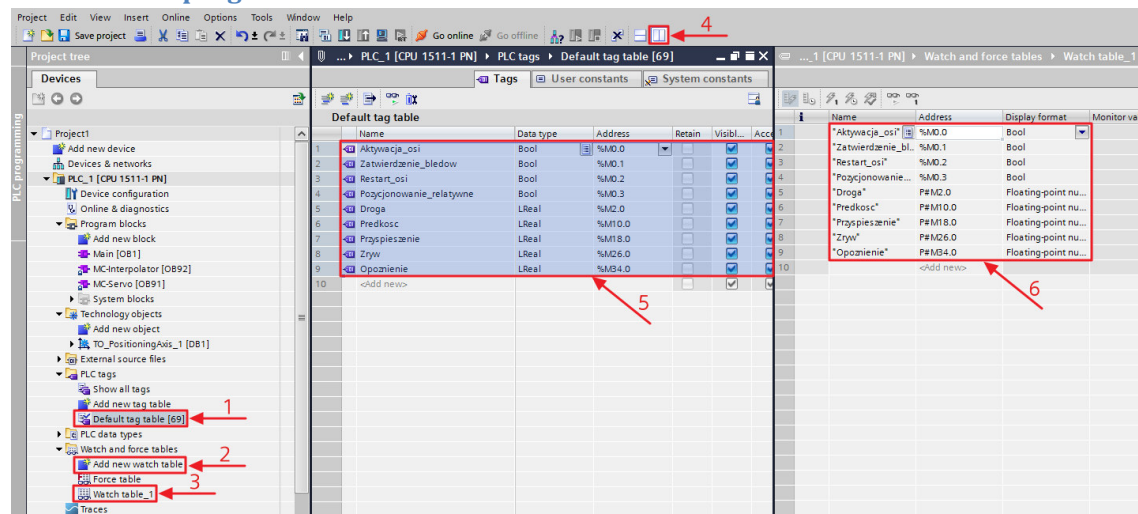 Project Edit View Insert Online Options Tools Window Help
Save project Go online Go offline
4
Project tree
...▸ PLC_1 [CPU 1511-1 PN] ▸ PLC tags ▸ Default tag table [69]
..._1 [CPU 1511-1 PN] ▸ Watch and force tables ▸ Watch table_1
Devices
Tags User constants System constants
PLC programming
Project1
Add new device
Devices & networks
PLC_1 [CPU 1511-1 PN]
Device configuration
Online & diagnostics
Program blocks
Add new block
Main [OB1]
MC-Interpolator [OB92]
MC-Servo [OB91]
System blocks
Technology objects
Add new object
TO_PositioningAxis_1 [DB1]
External source files
PLC tags
Show all tags
Add new tag table
Default tag table [69]
1
PLC data types
Watch and force tables
Add new watch table
2
Force table
Watch table_1
3
Traces
Default tag table
Name Data type Address Retain Visibl... Acce
1 Aktywacja_osi Bool %M0.0
2 Zatwierdzenie_bledow Bool %M0.1
3 Restart_osi Bool %M0.2
4 Pozycjonowanie_relatywne Bool %M0.3
5 Droga LReal %M2.0
6 Predkosc LReal %M10.0
7 Przyspieszenie LReal %M18.0
8 Zryw LReal %M26.0
9 Opoznienie LReal %M34.0
10 <Add new>
5
i Name Address Display format Monitor va
1 "Aktywacja_osi" %M0.0 Bool
2 "Zatwierdzenie_bl.. %M0.1 Bool
3 "Restart_osi" %M0.2 Bool
4 "Pozycjonowanie... %M0.3 Bool
5 "Droga" P#M2.0 Floating-point nu...
6 "Predkosc" P#M10.0 Floating-point nu...
7 "Przyspieszenie" P#M18.0 Floating-point nu...
8 "Zryw" P#M26.0 Floating-point nu...
9 "Opoznienie" P#M34.0 Floating-point nu...
10 <Add new>
6